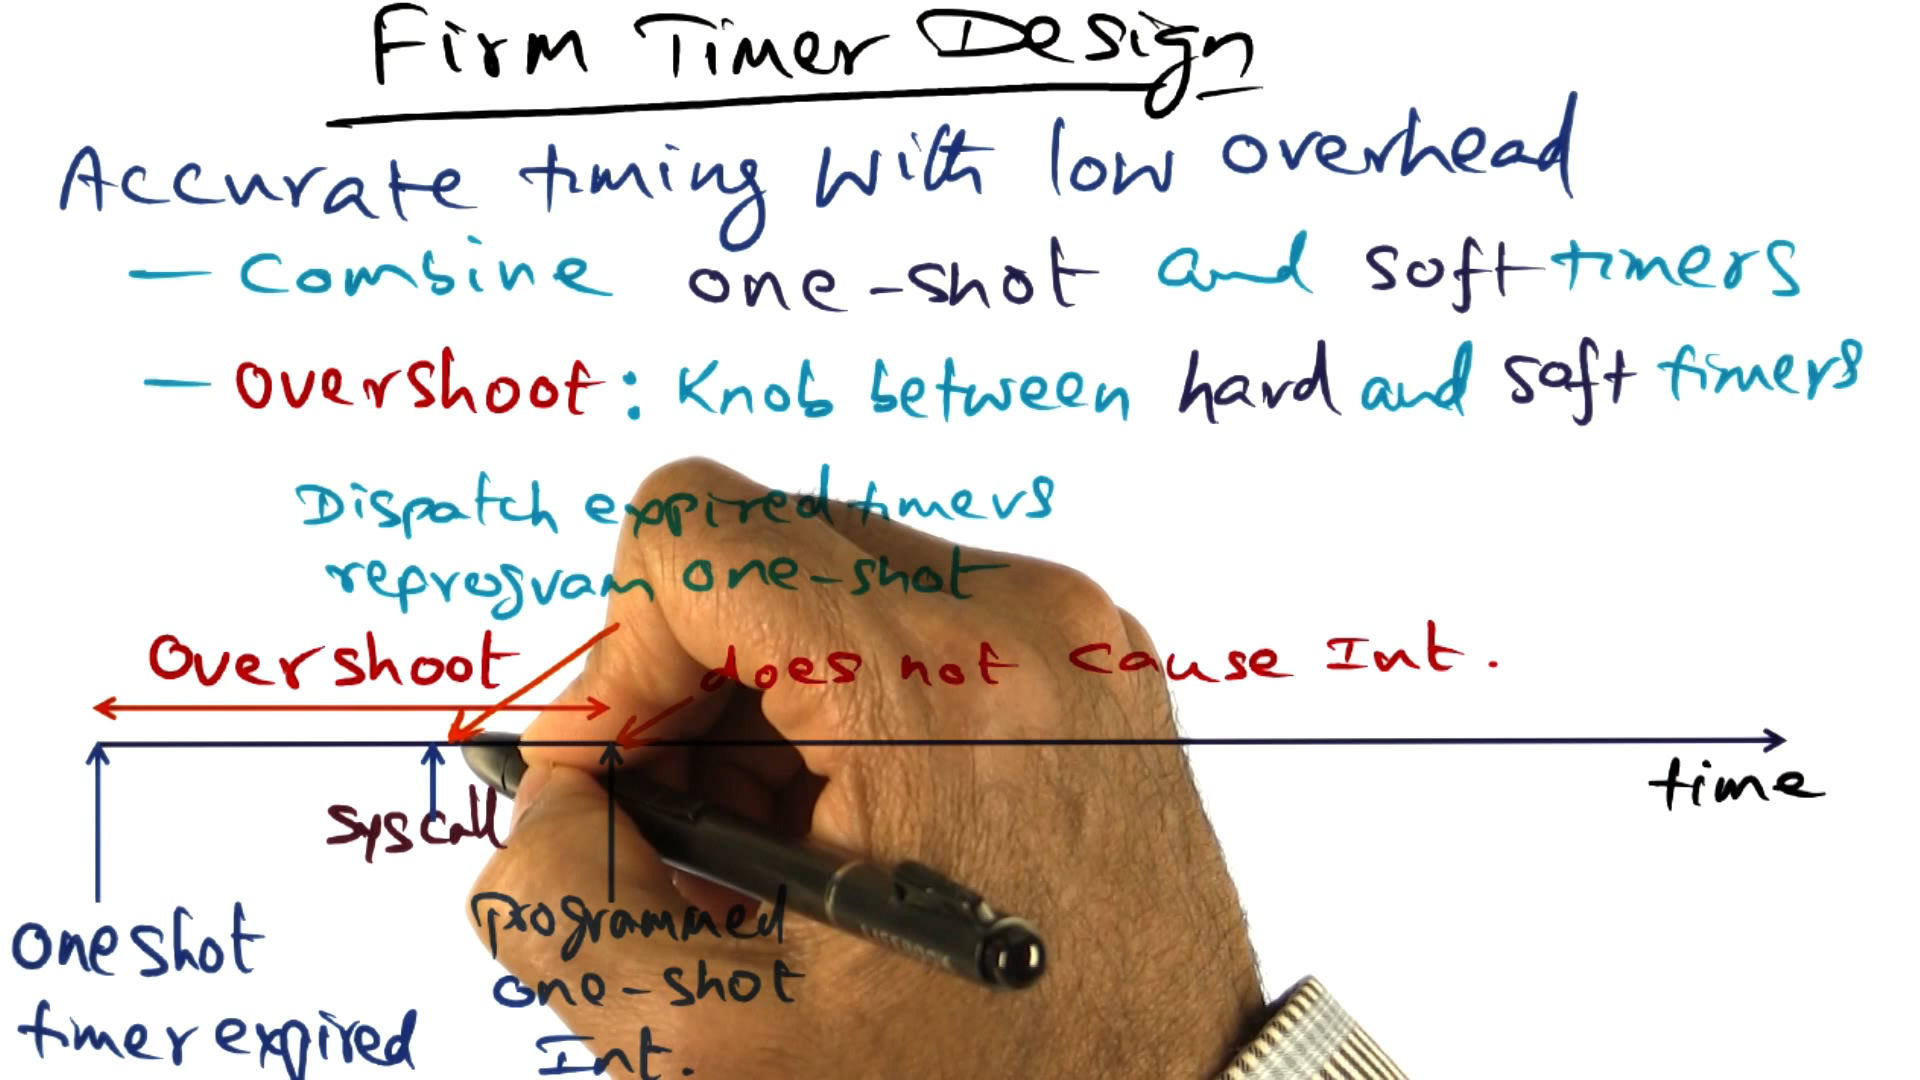 Firm Timer Design
Accurate timing with low overhead
- Combine one-shot and soft timers
- Overshoot: Knob between hard and soft timers
Dispatch expired timers
reprogram one-shot
Overshoot does not cause Int.
time
Syscall
one shot
timer expired
Programmed
one-shot
Int.